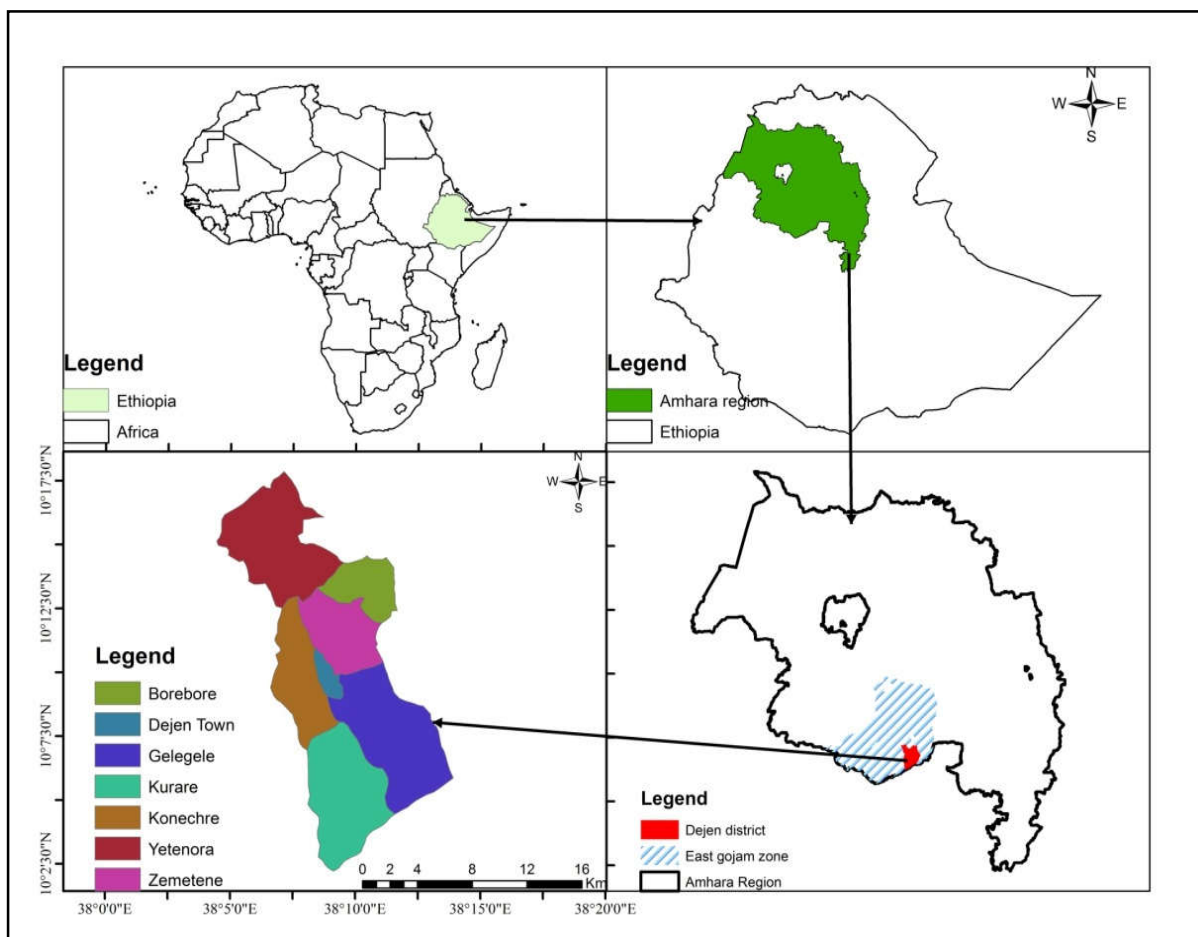 Legend
Ethiopia
Africa
N
W E
S
Legend
Amhara region
Ethiopia
N
W E
S
10°17'30"N
10°12'30"N
10°7'30"N
10°2'30"N
Legend
Borebore
Dejen Town
Gelegele
Kurare
Konechre
Yetenora
Zemetene
0 2 4 8 12 16
Km
38°0'0"E 38°5'0"E 38°10'0"E 38°15'0"E 38°20'0"E
Legend
Dejen district
East gojam zone
Amhara Region